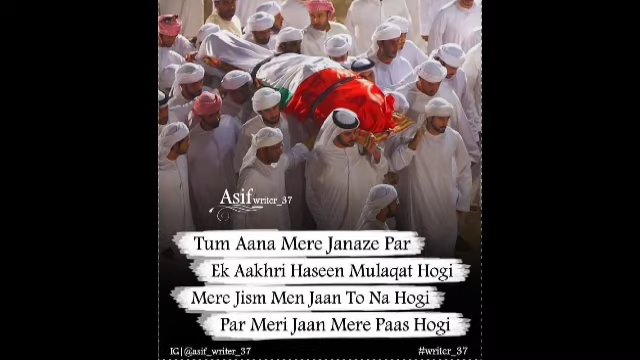 Asif writer_37
Tum Aana Mere Janaze Par
Ek Aakhri Haseen Mulaqat Hogi
Mere Jism Men Jaan To Na Hogi
Par Meri Jaan Mere Paas Hogi
IG|@asif_writer_37 #writer_37